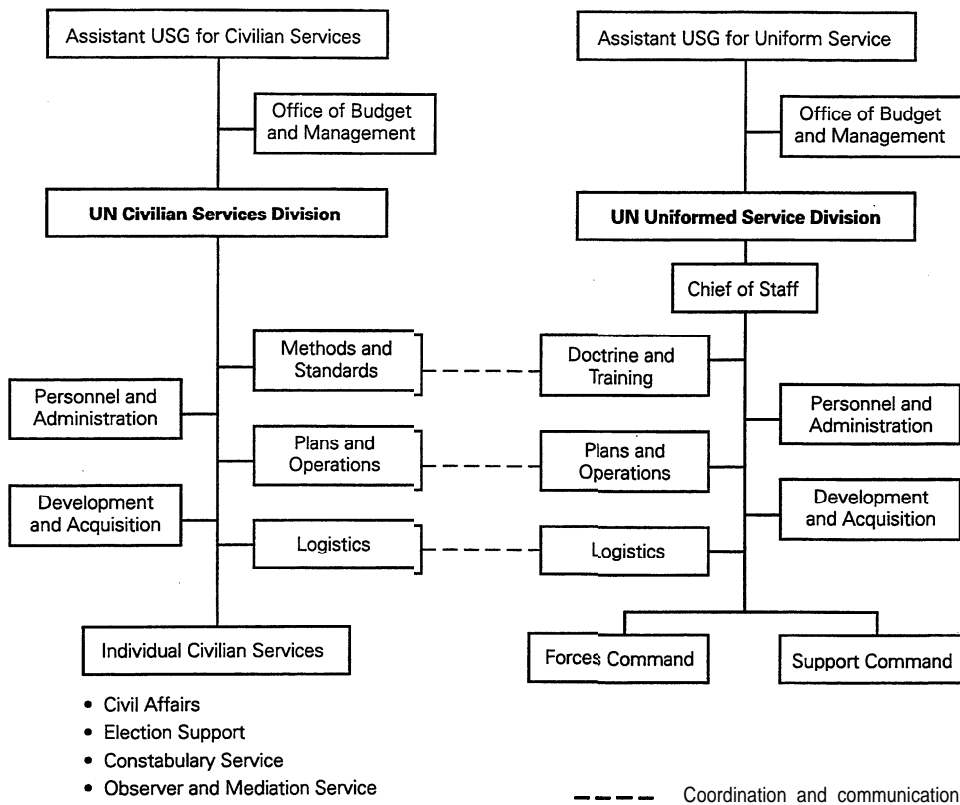 Assistant USG for Civilian Services
Office of Budget
and Management
UN Civilian Services Division
Methods and
Standards
Personnel and
Administration
Plans and
Operations
Development
and Acquisition
Logistics
Individual Civilian Services
• Civil Affairs
• Election Support
• Constabulary Service
• Observer and Mediation Service
Assistant USG for Uniform Service
Office of Budget
and Management
UN Uniformed Service Division
Chief of Staff
Doctrine and
Training
Personnel and
Administration
Plans and
Operations
Development
and Acquisition
Logistics
Forces Command
Support Command
Coordination and communication